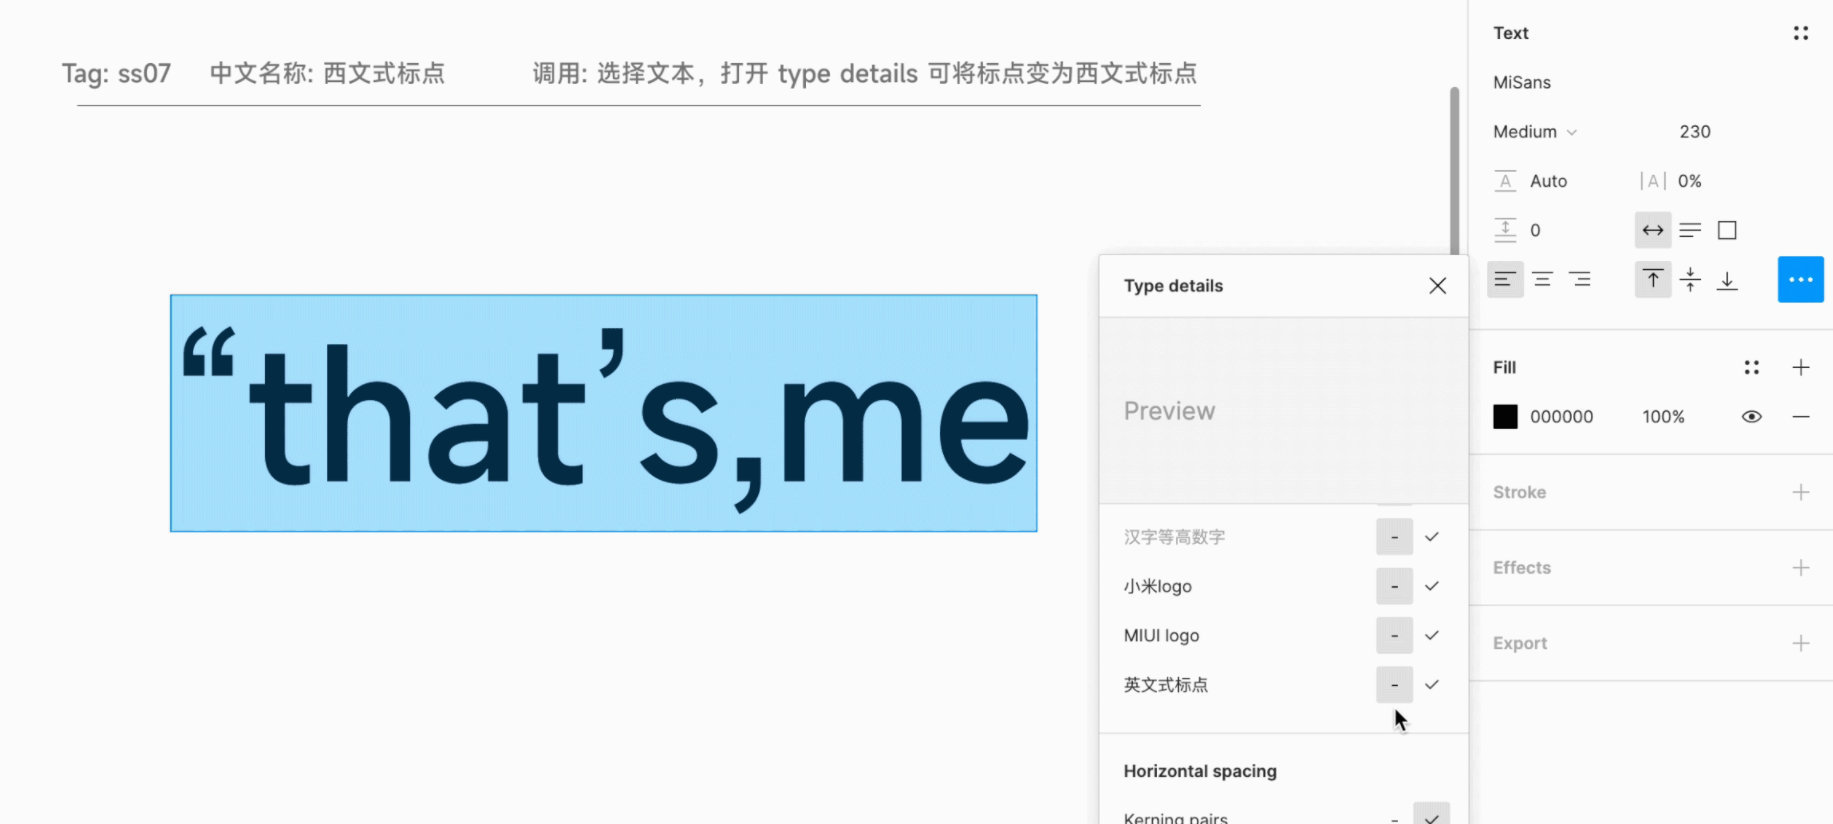 Tag: ss07 中文名称: 西文式标点 调用: 选择文本，打开 type details 可将标点变为西文式标点
“that’s,me
Type details
Preview
汉字等高数字 -
小米logo -
MIUI logo -
英文式标点 -
Horizontal spacing
Kerning pairs -
Text
MiSans
Medium 230
A Auto |A| 0%
0
Fill
000000 100%
Stroke
Effects
Export